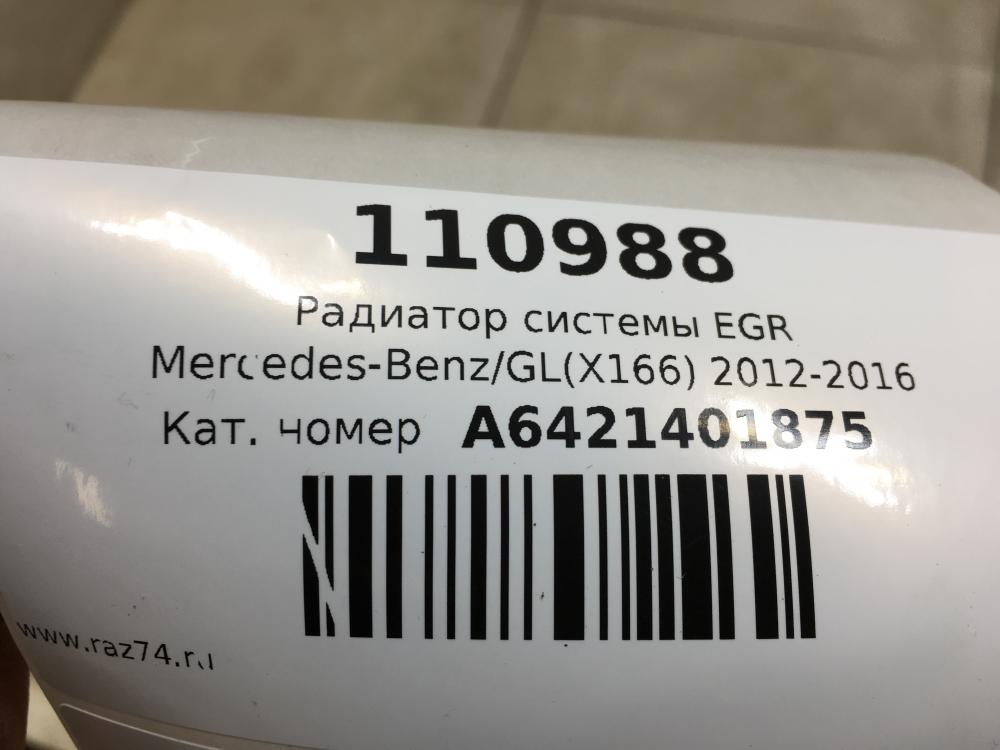 110988
Радиатор системы EGR
Mercedes-Benz/GL(X166) 2012-2016
Кат. номер A6421401875
www.raz74.ru